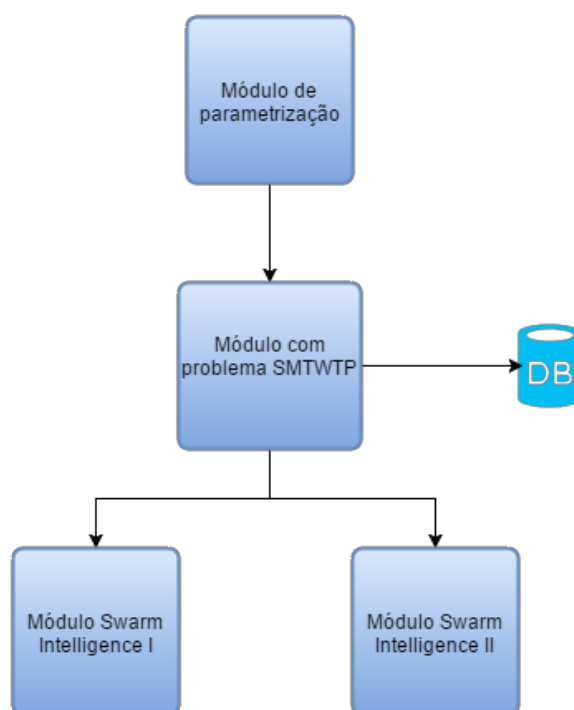 Módulo de
parametrização
Módulo com
problema SMTWTP
DB
Módulo Swarm
Intelligence I
Módulo Swarm
Intelligence II